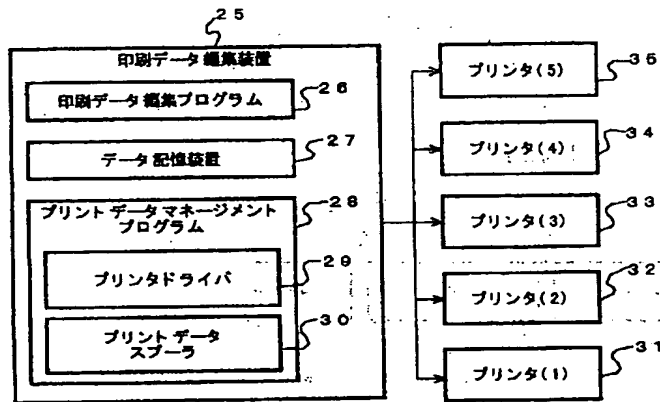 25
印刷データ編集装置
印刷データ編集プログラム
26
データ記憶装置
27
プリントデータマネージメント
プログラム
28
プリンタドライバ
29
プリントデータ
スプーラ
30
プリンタ(5)
35
プリンタ(4)
34
プリンタ(3)
33
プリンタ(2)
32
プリンタ(1)
31